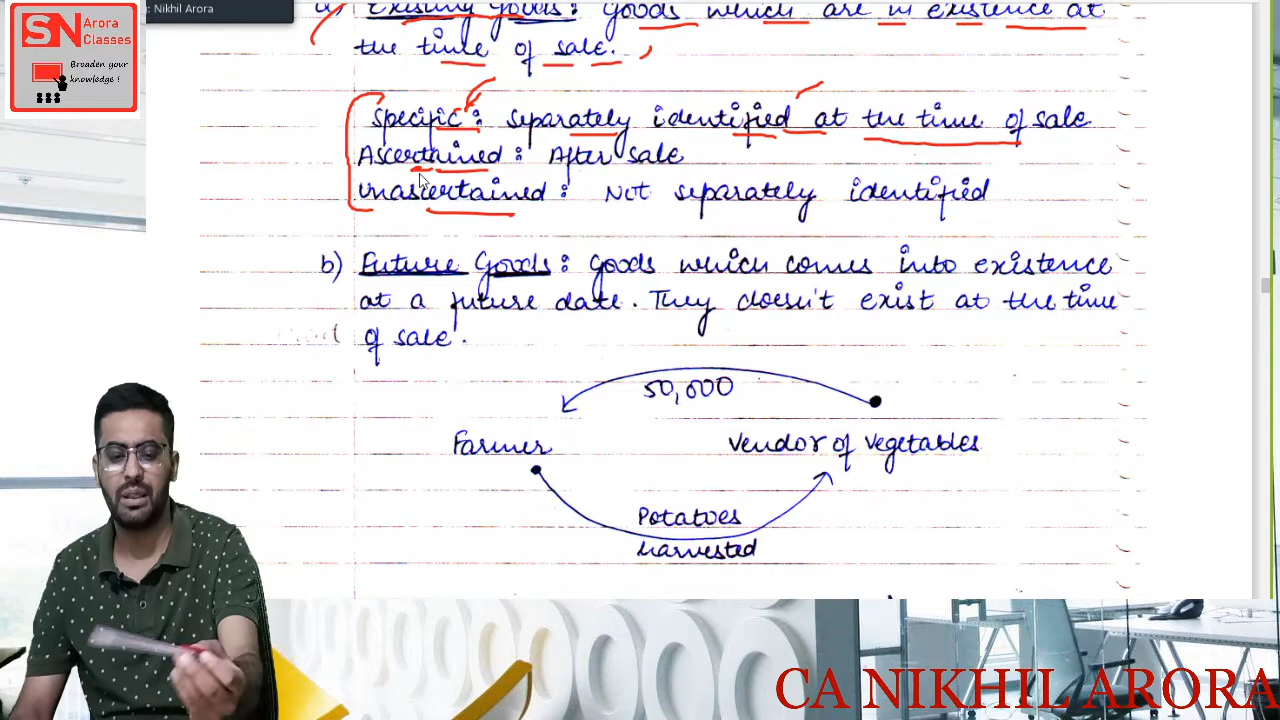 : Nikhil Arora
SN Arora Classes
Broaden your knowledge !
a) Existing Goods : Goods which are in existence at
the time of sale.
Specific : separately identified at the time of sale
Ascertained : After sale
Unascertained : Not separately identified
b) Future Goods : Goods which comes into existence
at a future date. They doesn't exist at the time
of sale.
50,000
Farmer Vendor of vegetables
Potatoes
harvested
CA NIKHIL ARORA